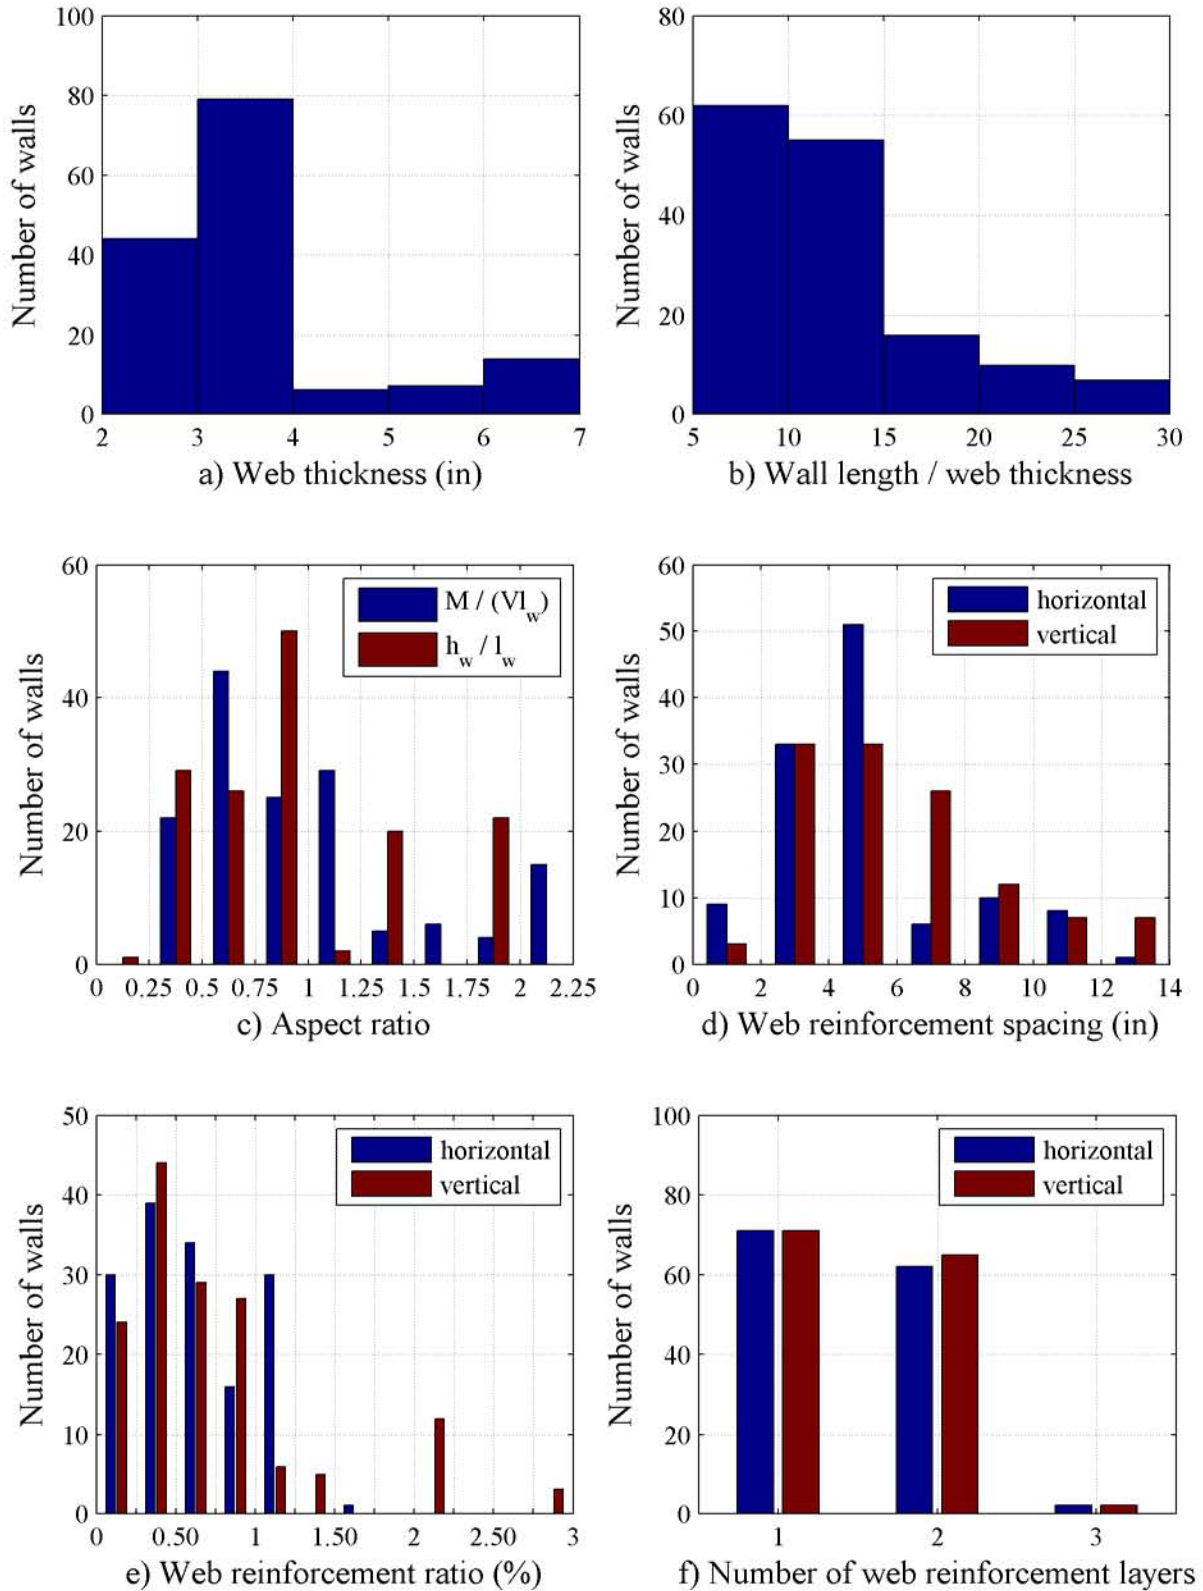 100
80
60
40
20
0
Number of walls
2 3 4 5 6 7
a) Web thickness (in)
80
60
40
20
0
Number of walls
5 10 15 20 25 30
b) Wall length / web thickness
60
40
20
0
Number of walls
M / (Vl_w)
h_w / l_w
0 0.25 0.5 0.75 1 1.25 1.5 1.75 2 2.25
c) Aspect ratio
60
50
40
30
20
10
0
Number of walls
horizontal
vertical
0 2 4 6 8 10 12 14
d) Web reinforcement spacing (in)
50
40
30
20
10
0
Number of walls
horizontal
vertical
0 0.50 1 1.50 2 2.50 3
e) Web reinforcement ratio (%)
100
80
60
40
20
0
Number of walls
horizontal
vertical
1 2 3
f) Number of web reinforcement layers